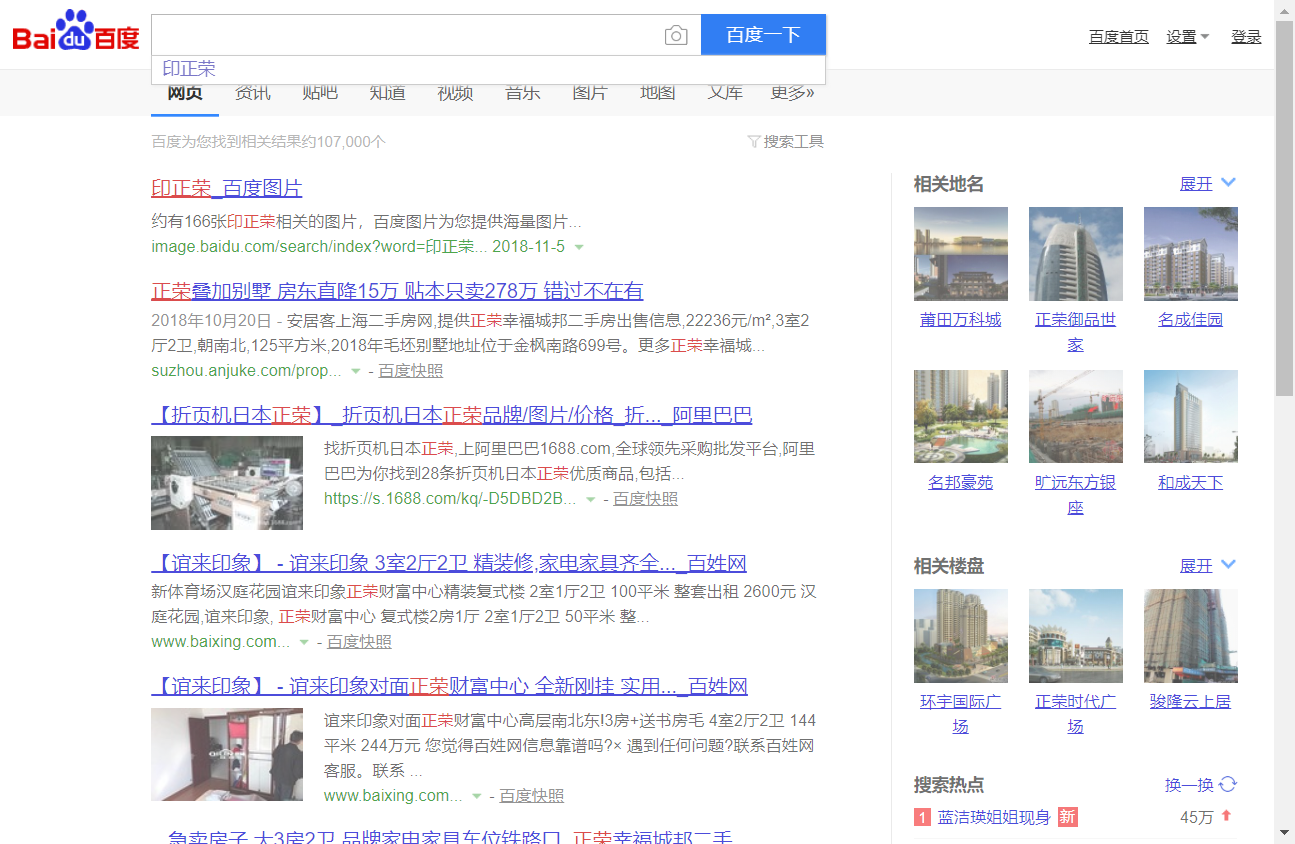 Bai du 百度
百度一下
百度首页 设置 登录
印正荣
网页 资讯 贴吧 知道 视频 音乐 图片 地图 文库 更多»
百度为您找到相关结果约107,000个
搜索工具
印正荣_百度图片
约有166张印正荣相关的图片，百度图片为您提供海量图片...
image.baidu.com/search/index?word=印正荣... 2018-11-5
正荣叠加别墅 房东直降15万 贴本只卖278万 错过不在有
2018年10月20日 - 安居客上海二手房网,提供正荣幸福城邦二手房出售信息,22236元/m²,3室2
厅2卫,朝南北,125平方米,2018年毛坯别墅地址位于金枫南路699号。更多正荣幸福城...
suzhou.anjuke.com/prop... - 百度快照
【折页机日本正荣】_折页机日本正荣品牌/图片/价格_折..._阿里巴巴
找折页机日本正荣,上阿里巴巴1688.com,全球领先采购批发平台,阿里
巴巴为你找到28条折页机日本正荣优质商品,包括...
https://s.1688.com/kq/-D5DBD2B... - 百度快照
【谊来印象】 - 谊来印象 3室2厅2卫 精装修,家电家具齐全..._百姓网
新体育场汉庭花园谊来印象正荣财富中心精装复式楼 2室1厅2卫 100平米 整套出租 2600元 汉
庭花园,谊来印象, 正荣财富中心 复式楼2房1厅 2室1厅2卫 50平米 整...
www.baixing.com... - 百度快照
【谊来印象】 - 谊来印象对面正荣财富中心 全新刚挂 实用..._百姓网
谊来印象对面正荣财富中心高层南北东!3房+送书房毛 4室2厅2卫 144
平米 244万元 您觉得百姓网信息靠谱吗?× 遇到任何问题?联系百姓网
客服。联系 ...
www.baixing.com... - 百度快照
急卖房子 大3房2卫 品牌家电家具车位铁路口_正荣幸福城邦二手
相关地名
展开
莆田万科城
正荣御品世
家
名成佳园
名邦豪苑
旷远东方银
座
和成天下
相关楼盘
展开
环宇国际广
场
正荣时代广
场
骏隆云上居
搜索热点
换一换
1 蓝洁瑛姐姐现身 新 45万